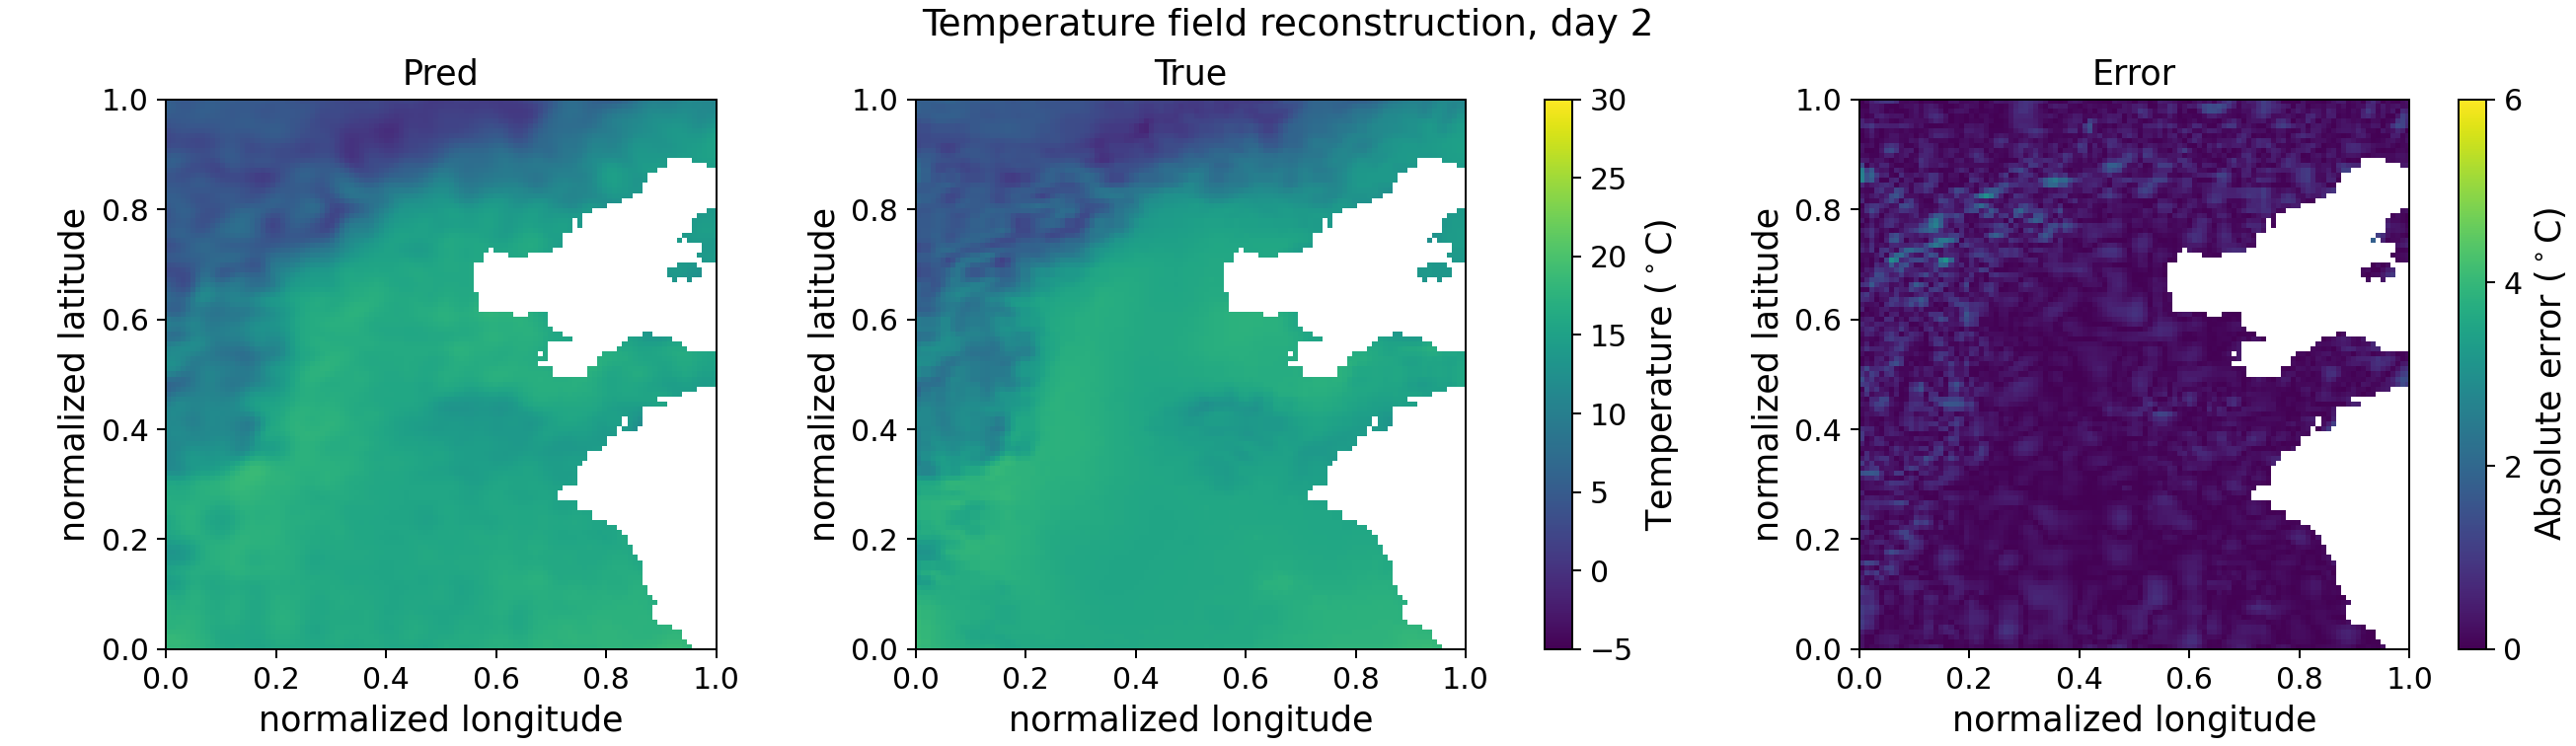 Temperature field reconstruction, day 2
Pred
1.0
0.8
0.6
0.4
0.2
0.0
normalized latitude
0.0 0.2 0.4 0.6 0.8 1.0
normalized longitude
True
1.0
0.8
0.6
0.4
0.2
0.0
normalized latitude
0.0 0.2 0.4 0.6 0.8 1.0
normalized longitude
30
25
20
15
10
5
0
−5
Temperature (°C)
Error
1.0
0.8
0.6
0.4
0.2
0.0
normalized latitude
0.0 0.2 0.4 0.6 0.8 1.0
normalized longitude
6
4
2
0
Absolute error (°C)